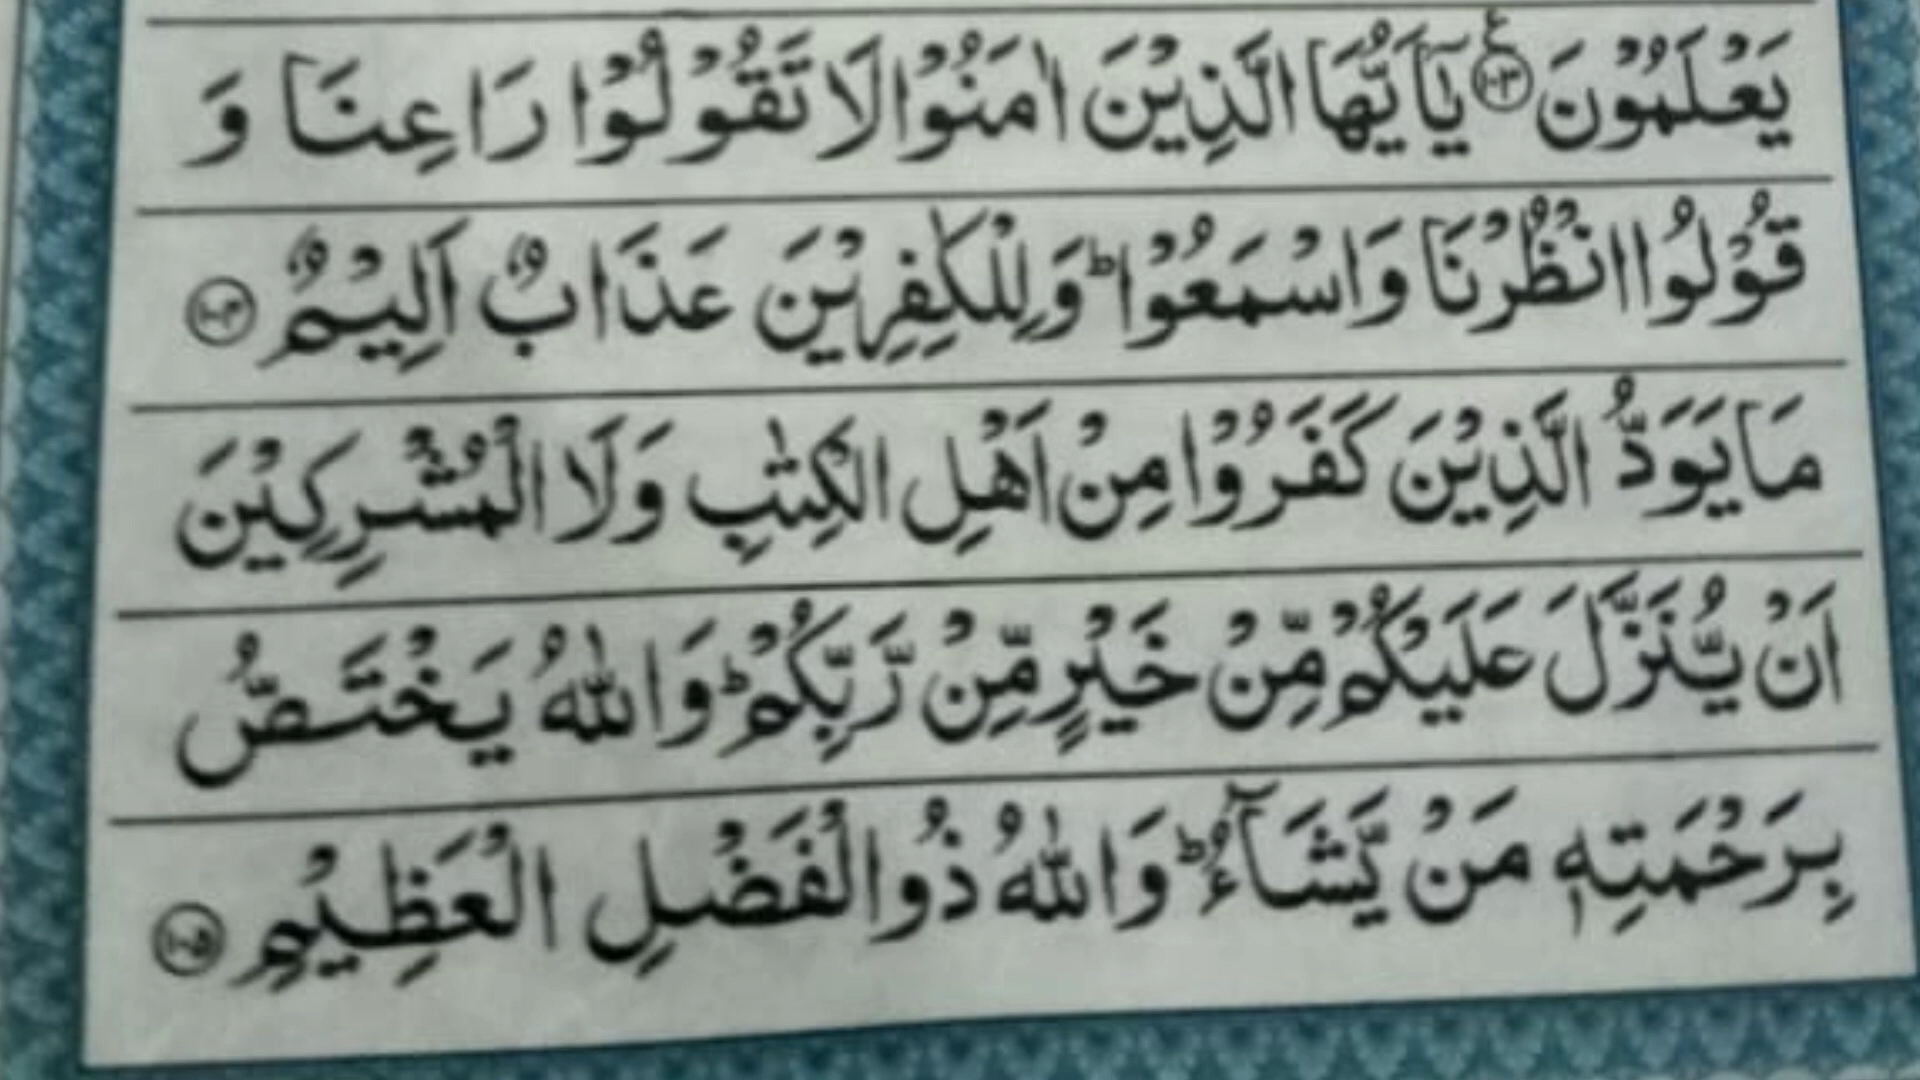 يَعْلَمُوْنَ ﴿۱۰۳﴾ ع يٰۤاَيُّهَا الَّذِيْنَ اٰمَنُوْا لَا تَقُوْلُوْا رَاعِنَا وَ
قُوْلُوا انْظُرْنَا وَاسْمَعُوْا ؕ وَلِلْكٰفِرِيْنَ عَذَابٌ اَلِيْمٌ ﴿۱۰۴﴾
مَا يَوَدُّ الَّذِيْنَ كَفَرُوْا مِنْ اَهْلِ الْكِتٰبِ وَلَا الْمُشْرِكِيْنَ
اَنْ يُّنَزَّلَ عَلَيْكُمْ مِّنْ خَيْرٍ مِّنْ رَّبِّكُمْ ؕ وَاللّٰهُ يَخْتَصُّ
بِرَحْمَتِهٖ مَنْ يَّشَآءُ ؕ وَاللّٰهُ ذُو الْفَضْلِ الْعَظِيْمِ ﴿۱۰۵﴾